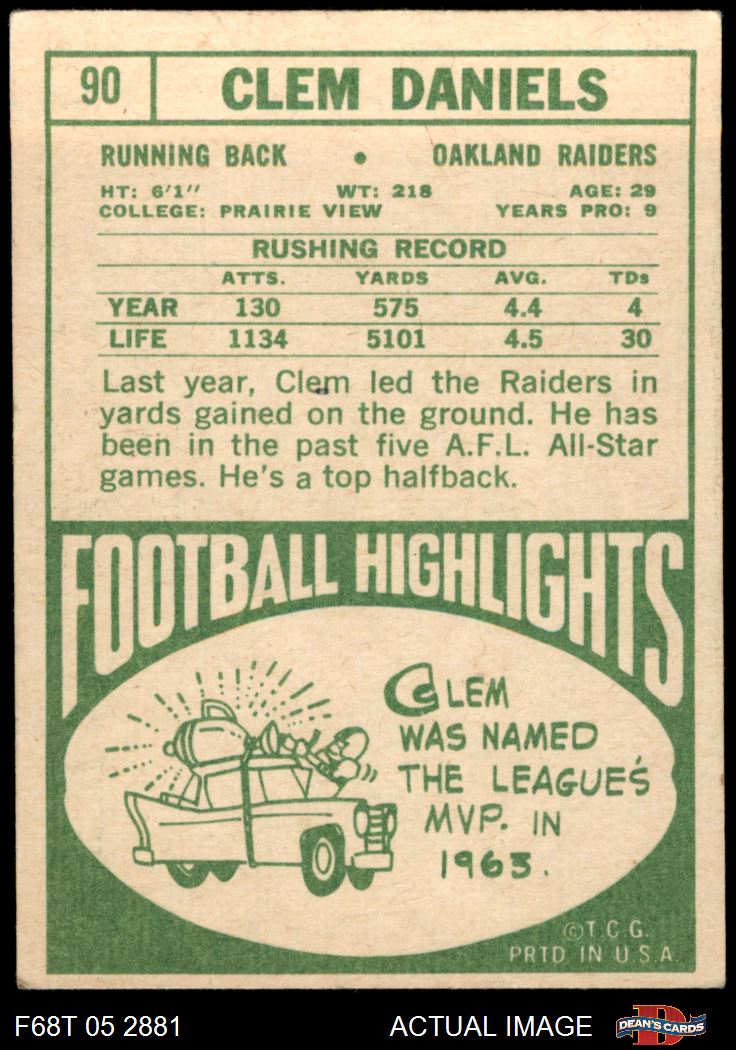 90 CLEM DANIELS
RUNNING BACK • OAKLAND RAIDERS
HT: 6'1" WT: 218 AGE: 29
COLLEGE: PRAIRIE VIEW YEARS PRO: 9
RUSHING RECORD
ATTS. YARDS AVG. TDs
YEAR 130 575 4.4 4
LIFE 1134 5101 4.5 30
Last year, Clem led the Raiders in
yards gained on the ground. He has
been in the past five A.F.L. All-Star
games. He's a top halfback.
FOOTBALL HIGHLIGHTS
CLEM
WAS NAMED
THE LEAGUE'S
MVP. IN
1963.
©T.C.G.
PRTD IN U.S.A.
F68T 05 2881 ACTUAL IMAGE D DEAN'S CARDS